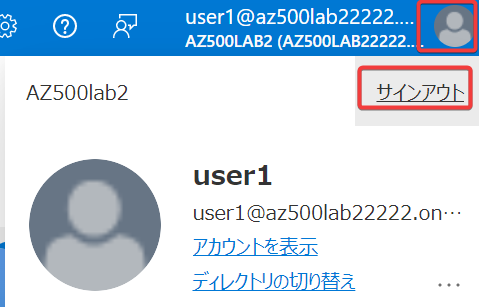 user1@az500lab22222....
AZ500LAB2 (AZ500LAB22222....
AZ500lab2
サインアウト
user1
user1@az500lab22222.on…
アカウントを表示
ディレクトリの切り替え